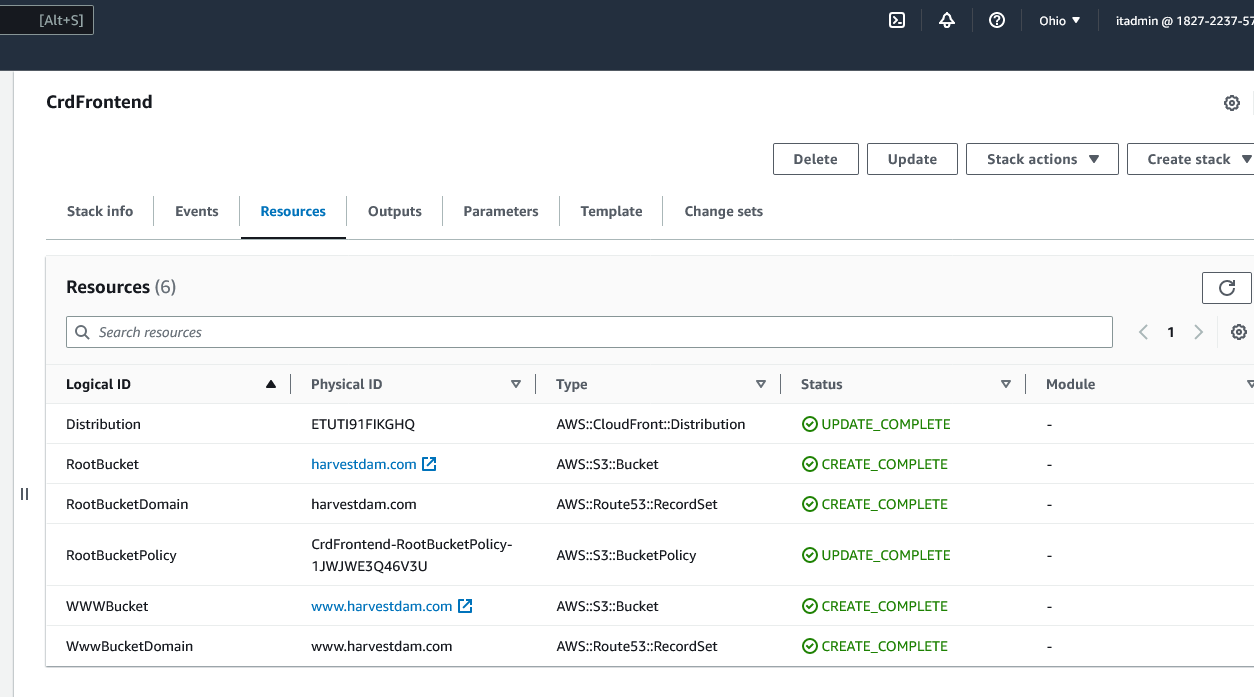 [Alt+S]
Ohio
itadmin @ 1827-2237-57
CrdFrontend
Delete
Update
Stack actions
Create stack
Stack info
Events
Resources
Outputs
Parameters
Template
Change sets
Resources (6)
Search resources
1
Logical ID
Physical ID
Type
Status
Module
Distribution
ETUTI91FIKGHQ
AWS::CloudFront::Distribution
UPDATE_COMPLETE
-
RootBucket
harvestdam.com
AWS::S3::Bucket
CREATE_COMPLETE
-
RootBucketDomain
harvestdam.com
AWS::Route53::RecordSet
CREATE_COMPLETE
-
RootBucketPolicy
CrdFrontend-RootBucketPolicy-
1JWJWE3Q46V3U
AWS::S3::BucketPolicy
UPDATE_COMPLETE
-
WWWBucket
www.harvestdam.com
AWS::S3::Bucket
CREATE_COMPLETE
-
WwwBucketDomain
www.harvestdam.com
AWS::Route53::RecordSet
CREATE_COMPLETE
-